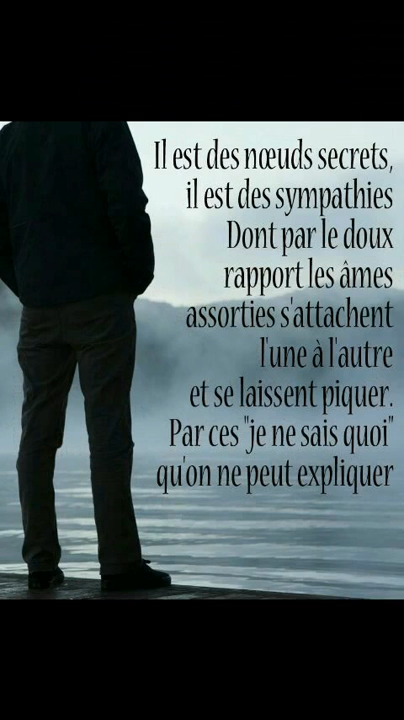 Il est des nœuds secrets,
il est des sympathies
Dont par le doux
rapport les âmes
assorties s'attachent
l'une à l'autre
et se laissent piquer.
Par ces "je ne sais quoi"
qu'on ne peut expliquer